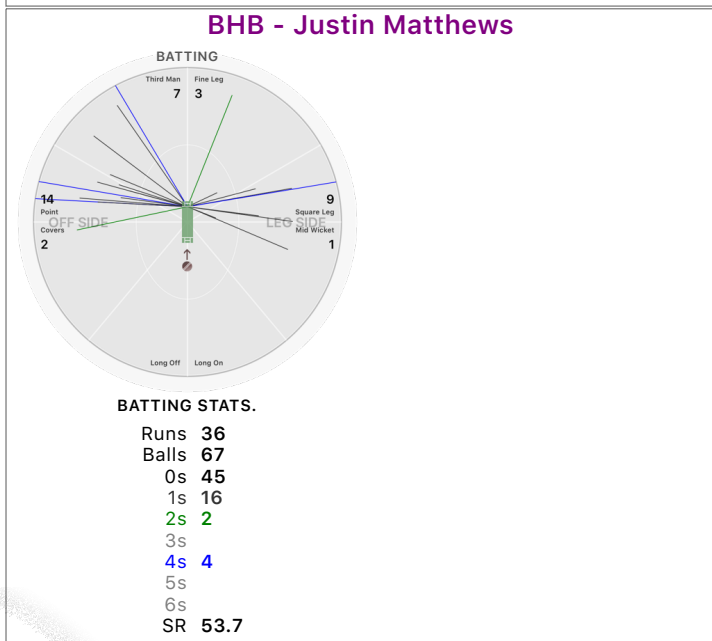 BHB - Justin Matthews
BATTING
Third Man Fine Leg
7 3
14 9
Point Square Leg
OFF SIDE LEG SIDE
Covers Mid Wicket
2 1
Long Off Long On
BATTING STATS.
Runs 36
Balls 67
0s 45
1s 16
2s 2
3s
4s 4
5s
6s
SR 53.7